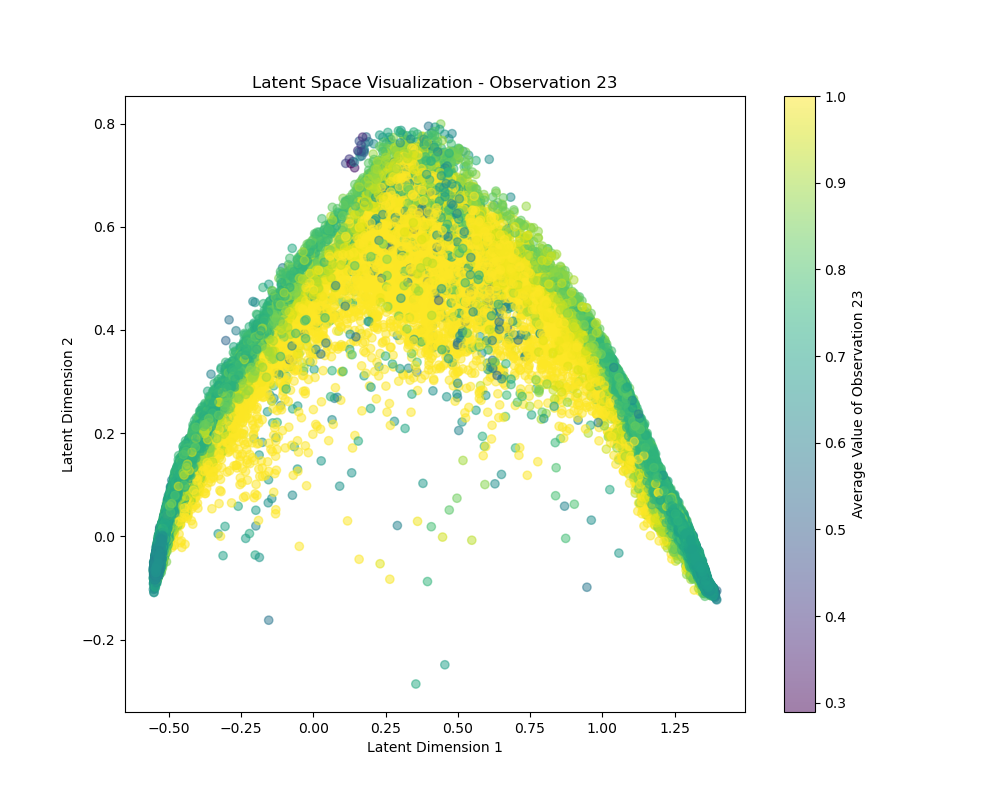 Latent Space Visualization - Observation 23
Latent Dimension 2
0.8
0.6
0.4
0.2
0.0
−0.2
−0.50 −0.25 0.00 0.25 0.50 0.75 1.00 1.25
Latent Dimension 1
1.0
0.9
0.8
0.7
0.6
0.5
0.4
0.3
Average Value of Observation 23